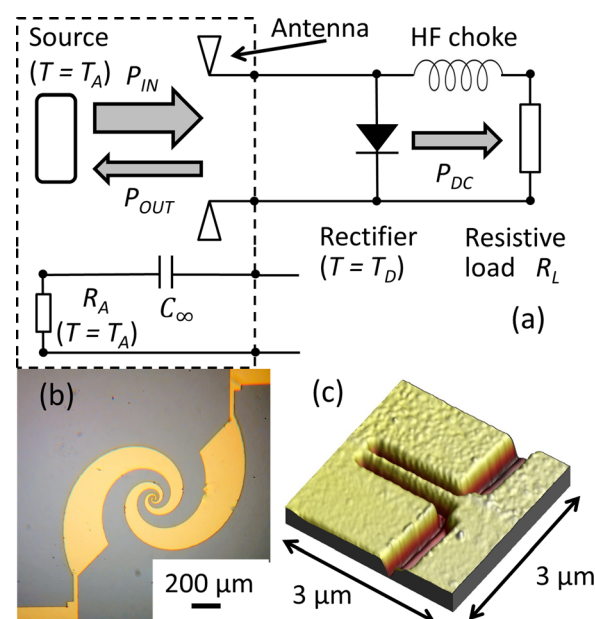 Source
(T = T_A)
Antenna
HF choke
P_IN
P_OUT
P_DC
Rectifier
(T = T_D)
Resistive
load R_L
R_A
(T = T_A)
C_∞
(a)
(b)
200 µm
(c)
3 µm
3 µm